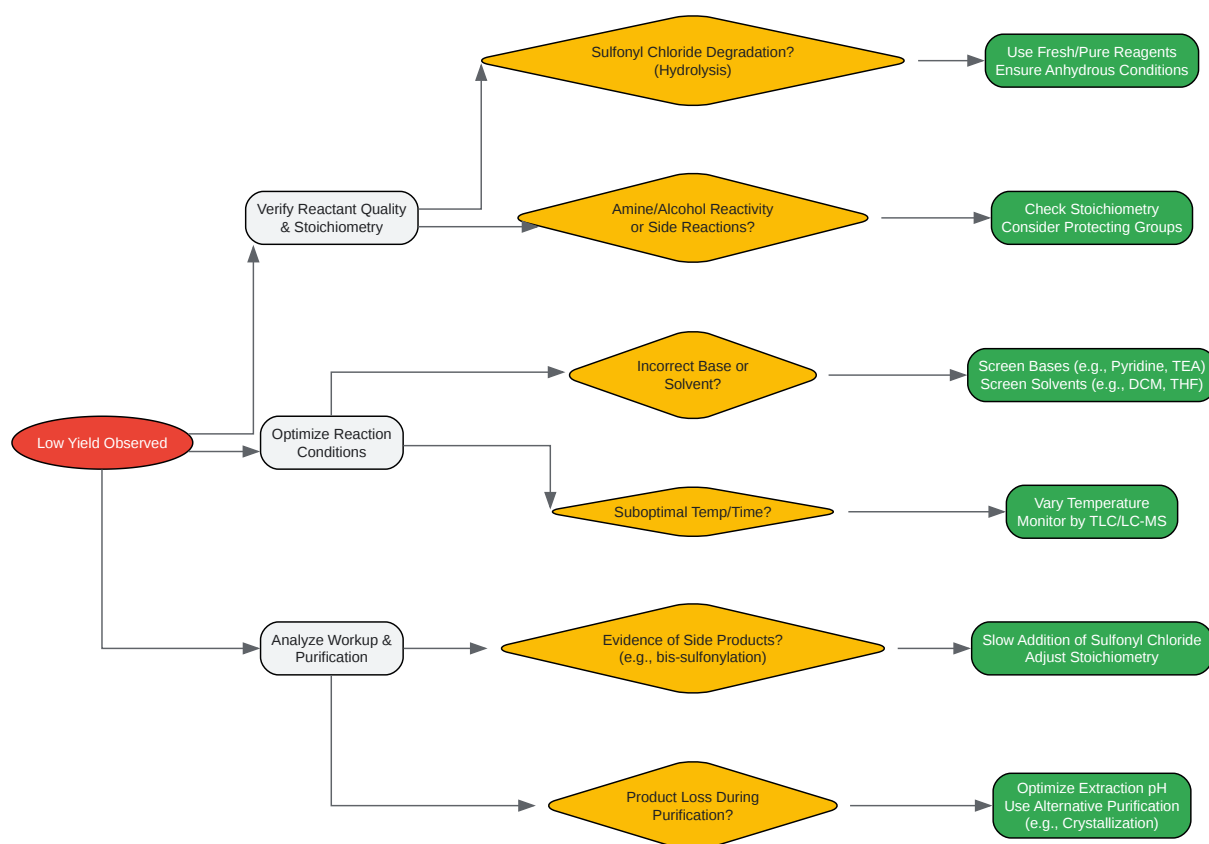 Sulfonyl Chloride Degradation?
(Hydrolysis)
Use Fresh/Pure Reagents
Ensure Anhydrous Conditions
Verify Reactant Quality
& Stoichiometry
Amine/Alcohol Reactivity
or Side Reactions?
Check Stoichiometry
Consider Protecting Groups
Incorrect Base or
Solvent?
Screen Bases (e.g., Pyridine, TEA)
Screen Solvents (e.g., DCM, THF)
Low Yield Observed
Optimize Reaction
Conditions
Suboptimal Temp/Time?
Vary Temperature
Monitor by TLC/LC-MS
Analyze Workup &
Purification
Evidence of Side Products?
(e.g., bis-sulfonylation)
Slow Addition of Sulfonyl Chloride
Adjust Stoichiometry
Product Loss During
Purification?
Optimize Extraction pH
Use Alternative Purification
(e.g., Crystallization)